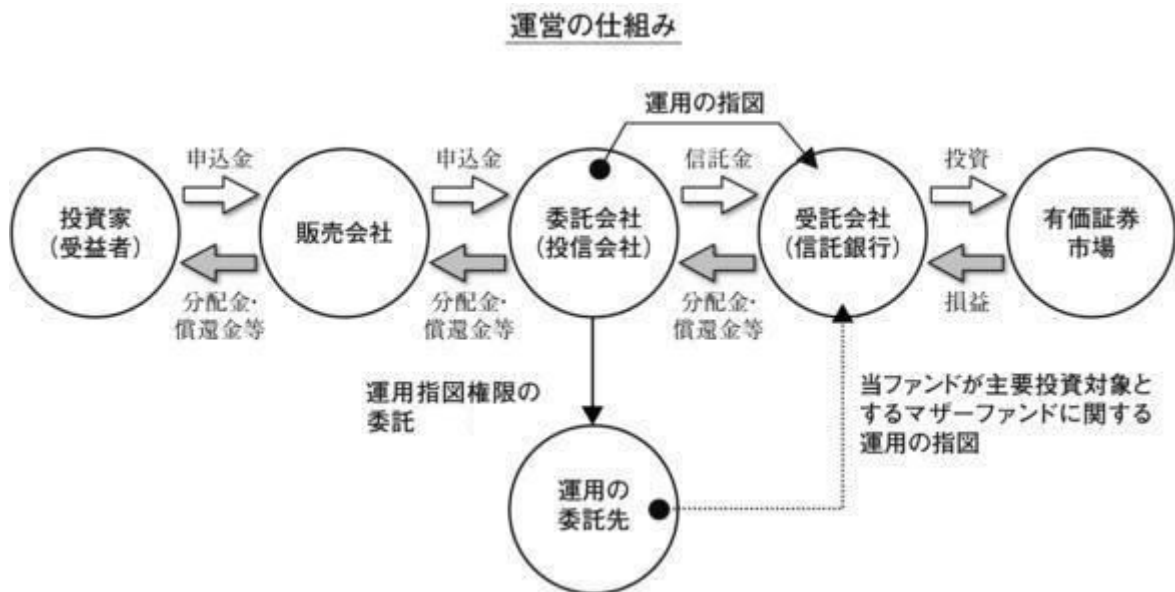 運営の仕組み
運用の指図
申込金
申込金
信託金
投資
投資家
(受益者)
販売会社
委託会社
(投信会社)
受託会社
(信託銀行)
有価証券
市場
分配金・
償還金等
分配金・
償還金等
分配金・
償還金等
損益
運用指図権限の
委託
当ファンドが主要投資対象と
するマザーファンドに関する
運用の指図
運用の
委託先